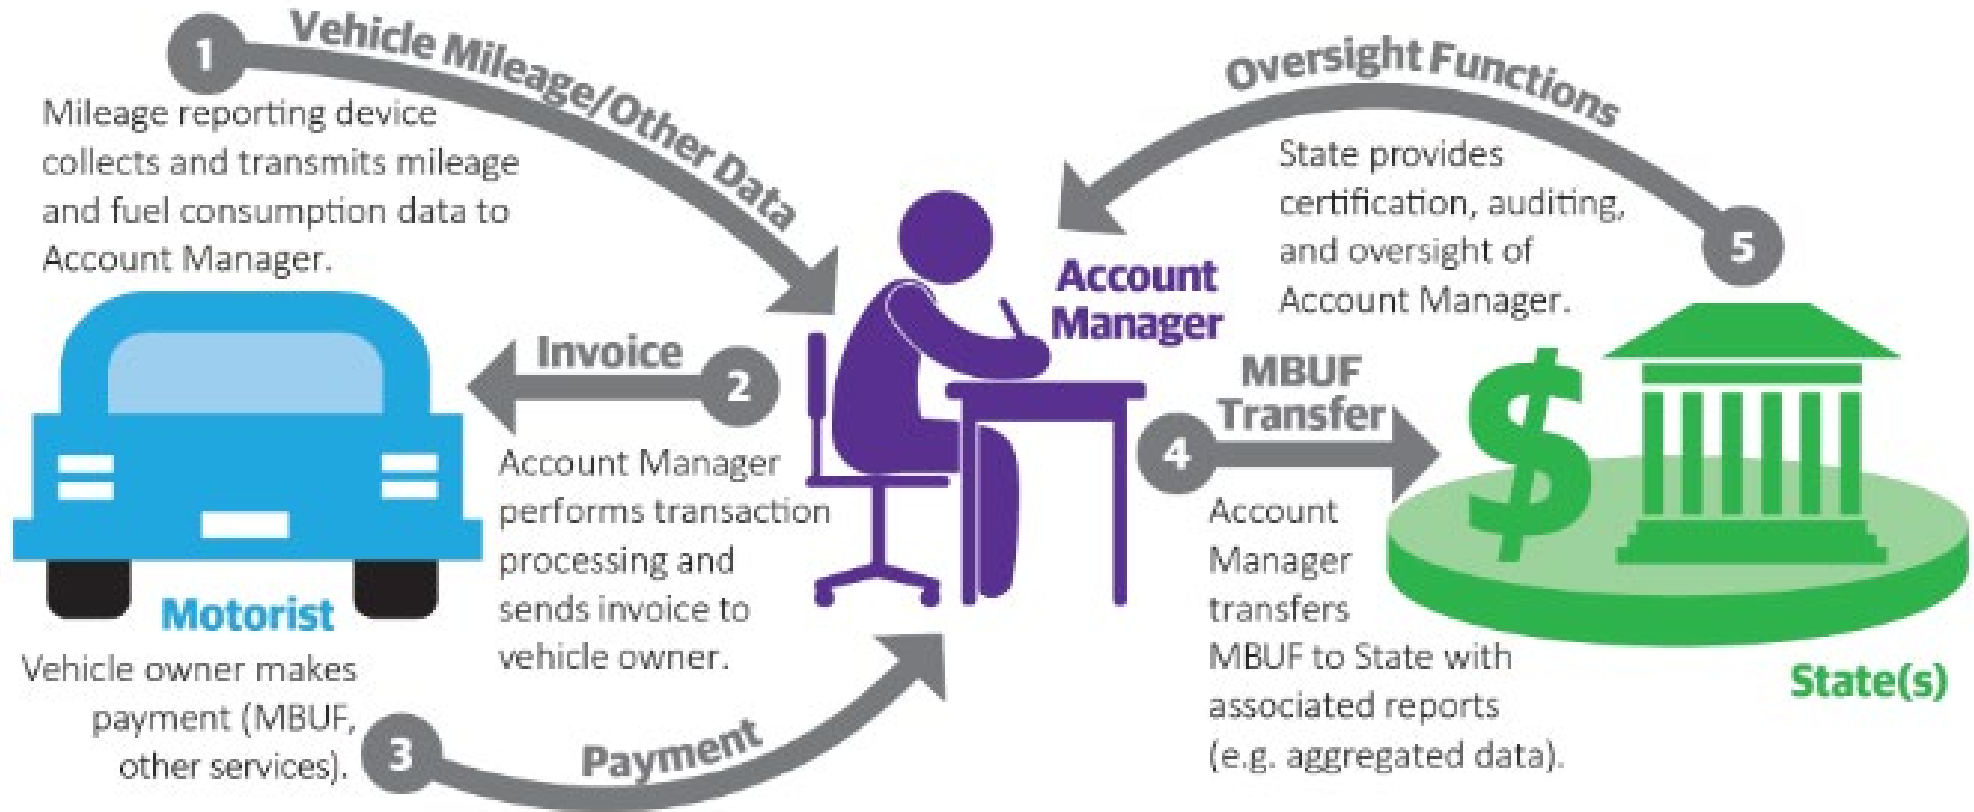 1
Vehicle Mileage/Other Data
Mileage reporting device
collects and transmits mileage
and fuel consumption data to
Account Manager.
Invoice
2
Account Manager
performs transaction
processing and
sends invoice to
vehicle owner.
Motorist
Vehicle owner makes
payment (MBUF,
other services).
3
Payment
Account
Manager
4
MBUF
Transfer
Account
Manager
transfers
MBUF to State with
associated reports
(e.g. aggregated data).
Oversight Functions
5
State provides
certification, auditing,
and oversight of
Account Manager.
$
State(s)